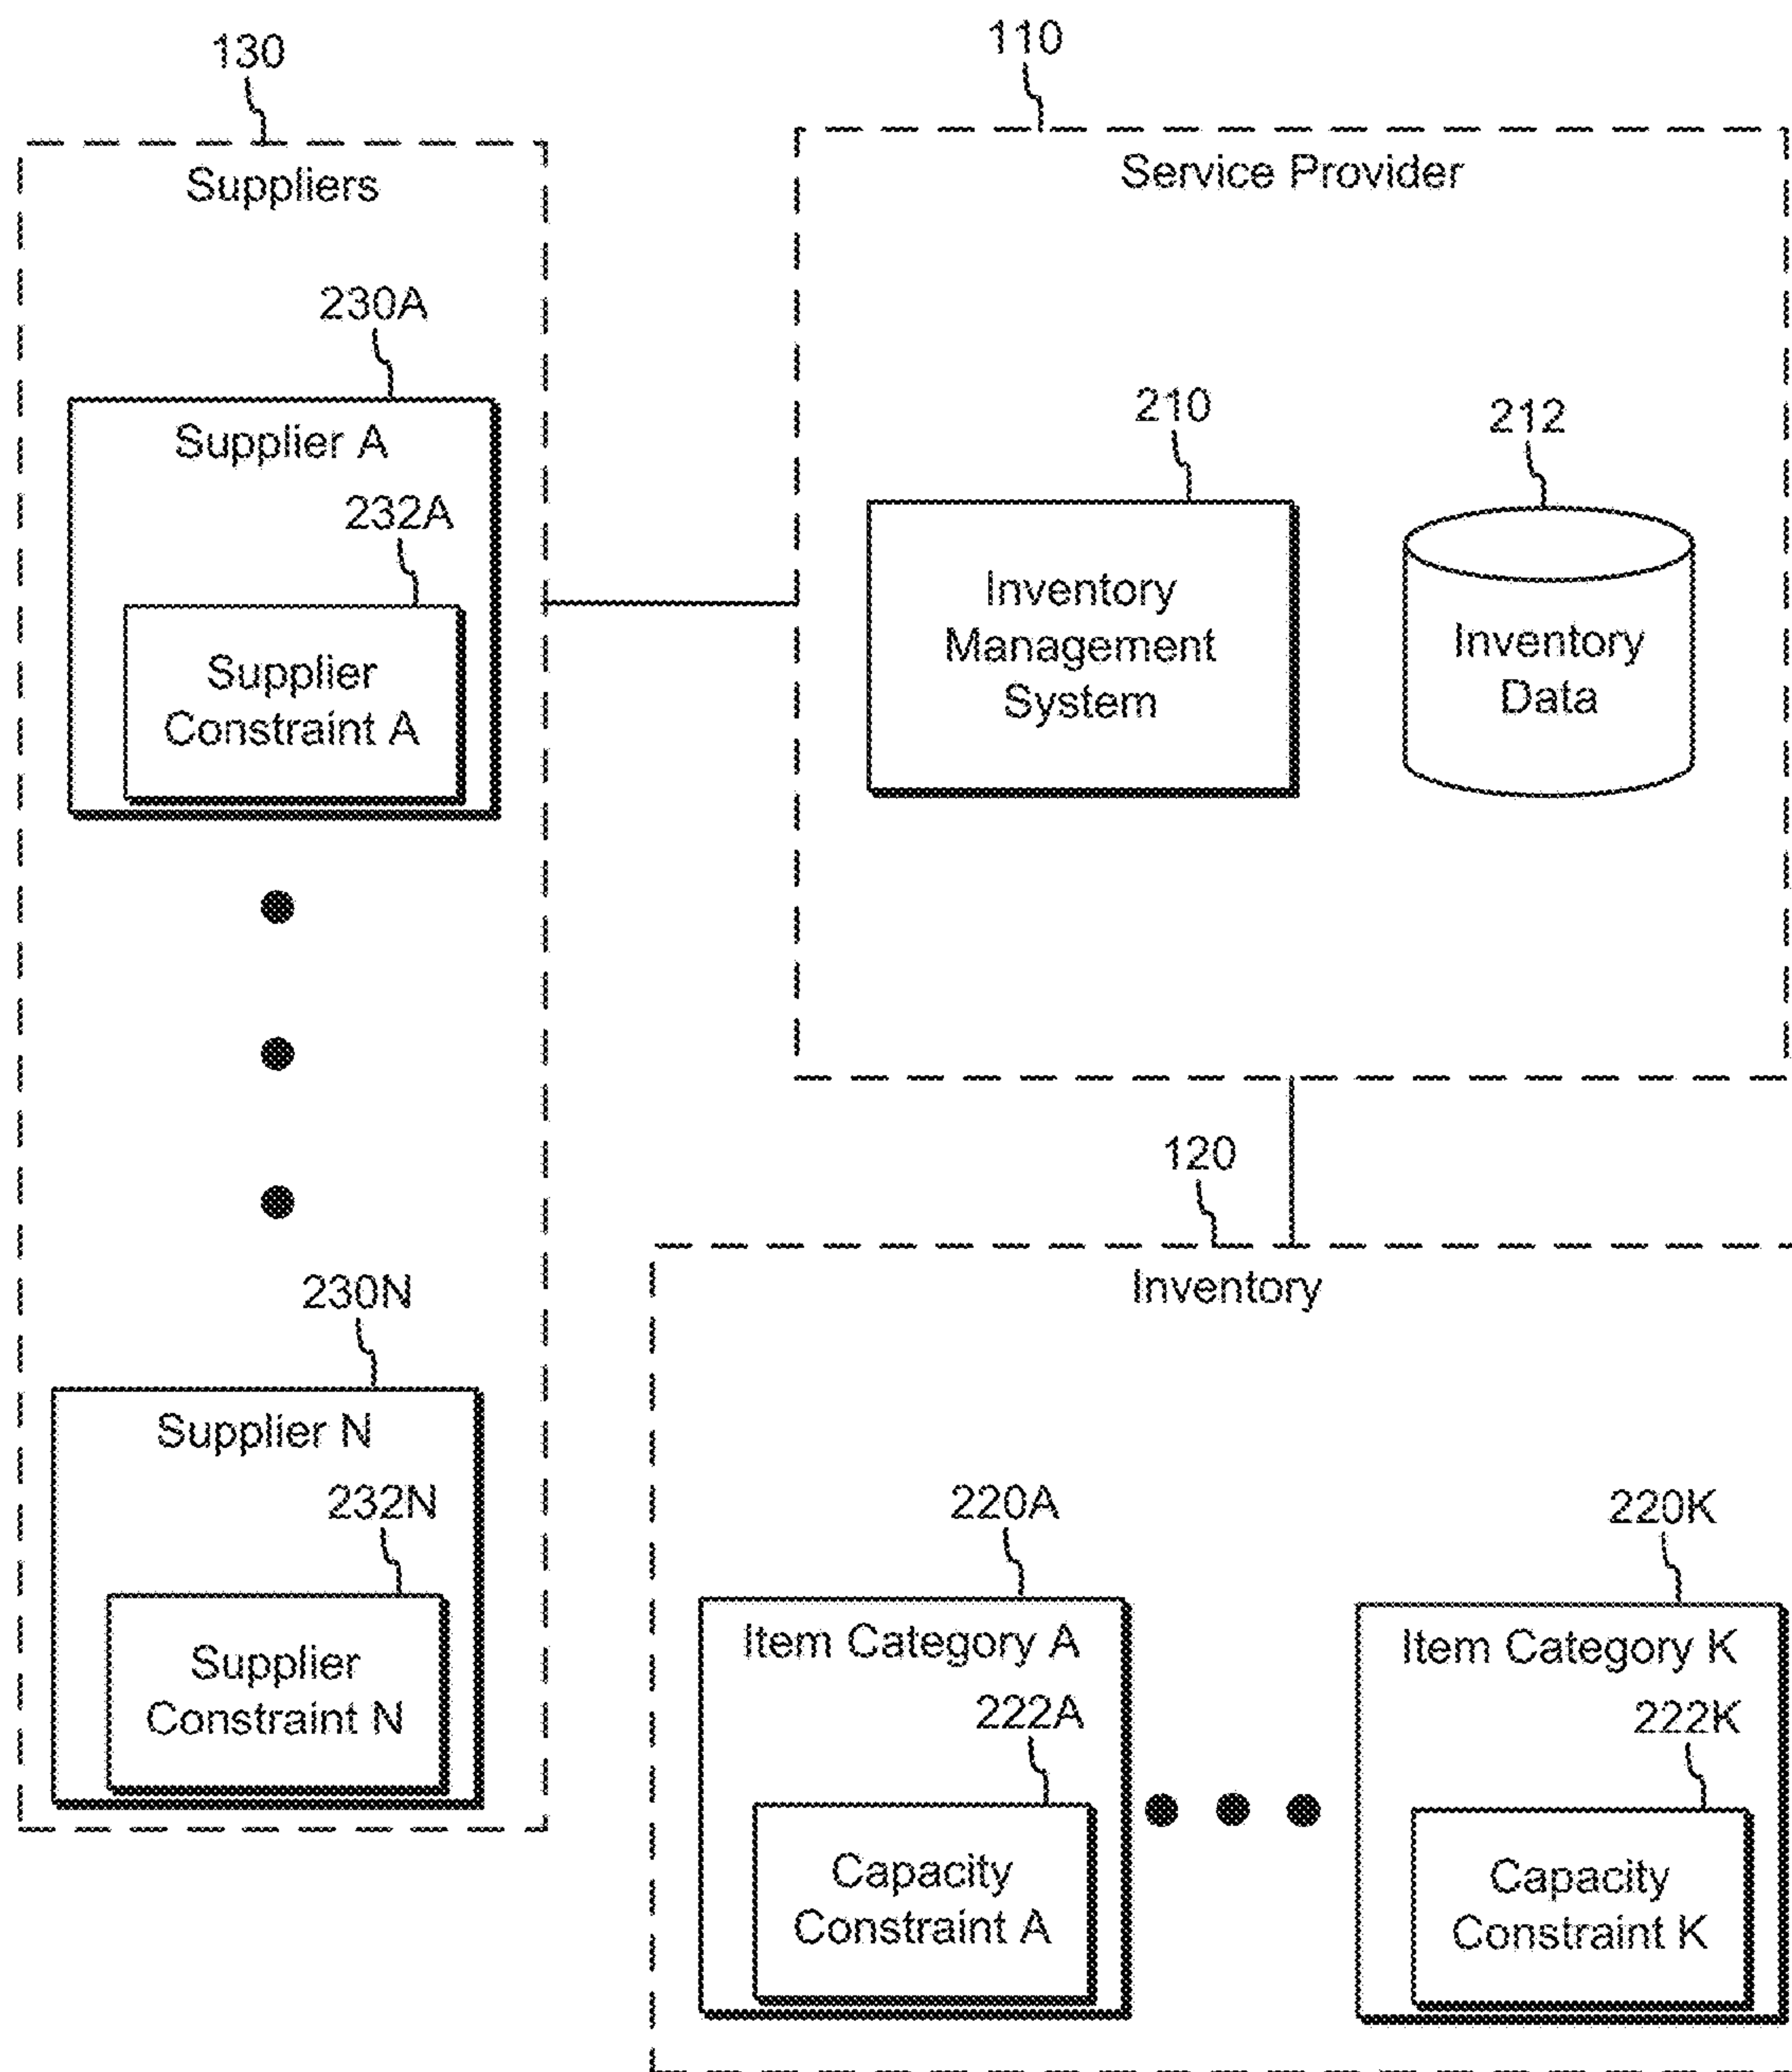 130
Suppliers
230A
Supplier A
232A
Supplier
Constraint A
230N
Supplier N
232N
Supplier
Constraint N
110
Service Provider
210
Inventory
Management
System
212
Inventory
Data
120
Inventory
220A
Item Category A
222A
Capacity
Constraint A
220K
Item Category K
222K
Capacity
Constraint K